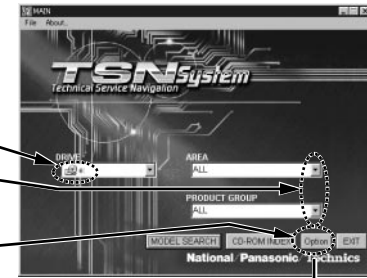 MAIN
File About...
TSN System
Technical Service Navigation
DRIVE
AREA
ALL
PRODUCT GROUP
ALL
MODEL SEARCH CD-ROM INDEX Option EXIT
National/Panasonic Technics